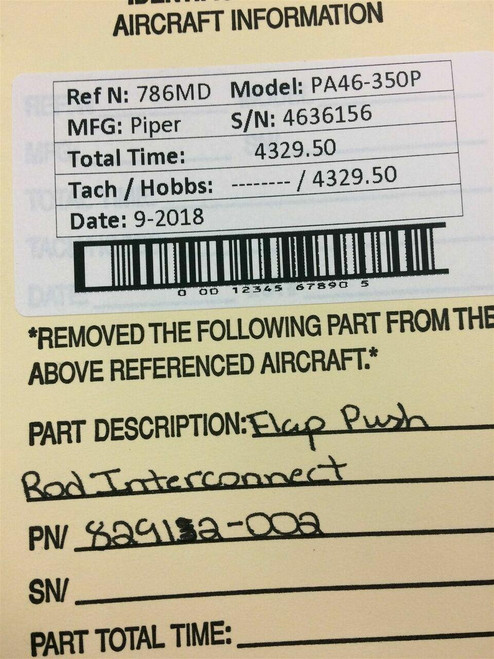 AIRCRAFT INFORMATION
Ref N: 786MD Model: PA46-350P
MFG: Piper S/N: 4636156
Total Time: 4329.50
Tach / Hobbs: -------- / 4329.50
Date: 9-2018
0 00 12345 67890 5
*REMOVED THE FOLLOWING PART FROM THE
ABOVE REFERENCED AIRCRAFT.*
PART DESCRIPTION: Flap Push
Rod Interconnect
PN/ 829132-002
SN/
PART TOTAL TIME: